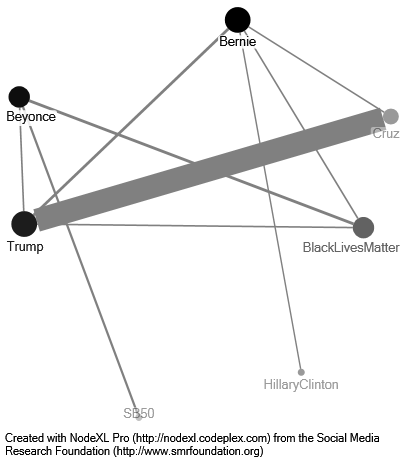 Bernie
Beyonce
Cruz
Trump
BlackLivesMatter
HillaryClinton
SB50
Created with NodeXL Pro (http://nodexl.codeplex.com) from the Social Media
Research Foundation (http://www.smrfoundation.org)